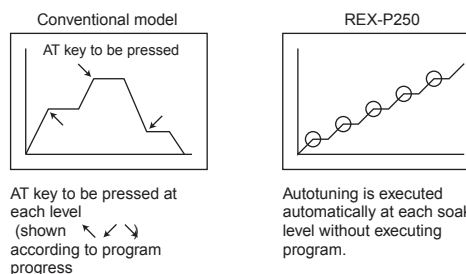 Conventional model
AT key to be pressed
AT key to be pressed at
each level
(shown )
according to program
progress
REX-P250
Autotuning is executed
automatically at each soak
level without executing
program.